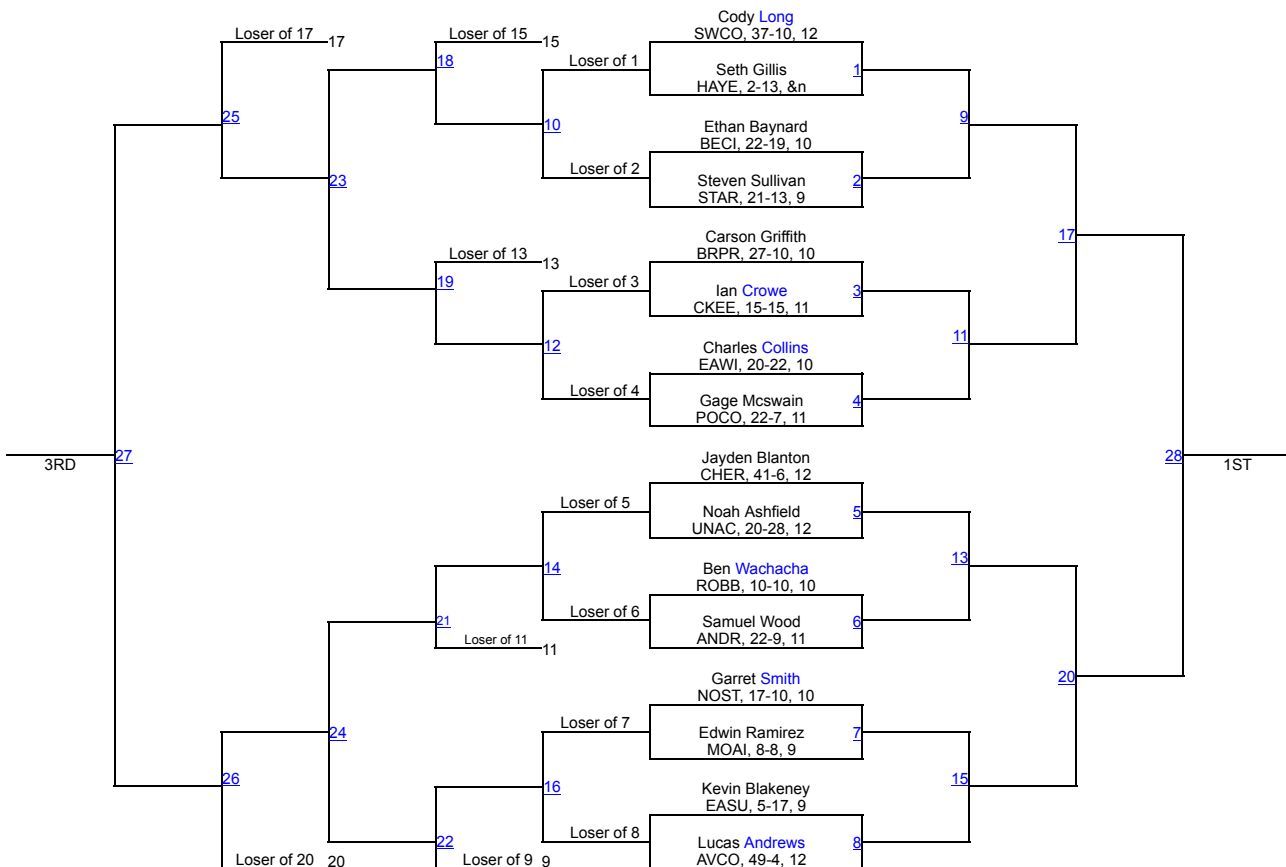 Cody Long
Loser of 17
17
Loser of 15
15
SWCO, 37-10, 12
18
Loser of 1
Seth Gillis
1
HAYE, 2-13, &n
25
10
Ethan Baynard
9
BECI, 22-19, 10
23
Loser of 2
Steven Sullivan
2
STAR, 21-13, 9
Carson Griffith
17
BRPR, 27-10, 10
Loser of 13
13
19
Loser of 3
Ian Crowe
3
CKEE, 15-15, 11
12
Charles Collins
11
EAWI, 20-22, 10
Loser of 4
Gage Mcswain
4
POCO, 22-7, 11
3RD
27
Jayden Blanton
28
1ST
CHER, 41-6, 12
Loser of 5
Noah Ashfield
5
UNAC, 20-28, 12
14
Ben Wachacha
13
ROBB, 10-10, 10
21
Loser of 6
Samuel Wood
6
ANDR, 22-9, 11
Loser of 11
11
Garret Smith
20
NOST, 17-10, 10
24
Loser of 7
Edwin Ramirez
7
MOAI, 8-8, 9
26
16
Kevin Blakeney
15
EASU, 5-17, 9
22
Loser of 8
Lucas Andrews
8
AVCO, 49-4, 12
Loser of 20
20
Loser of 9
9